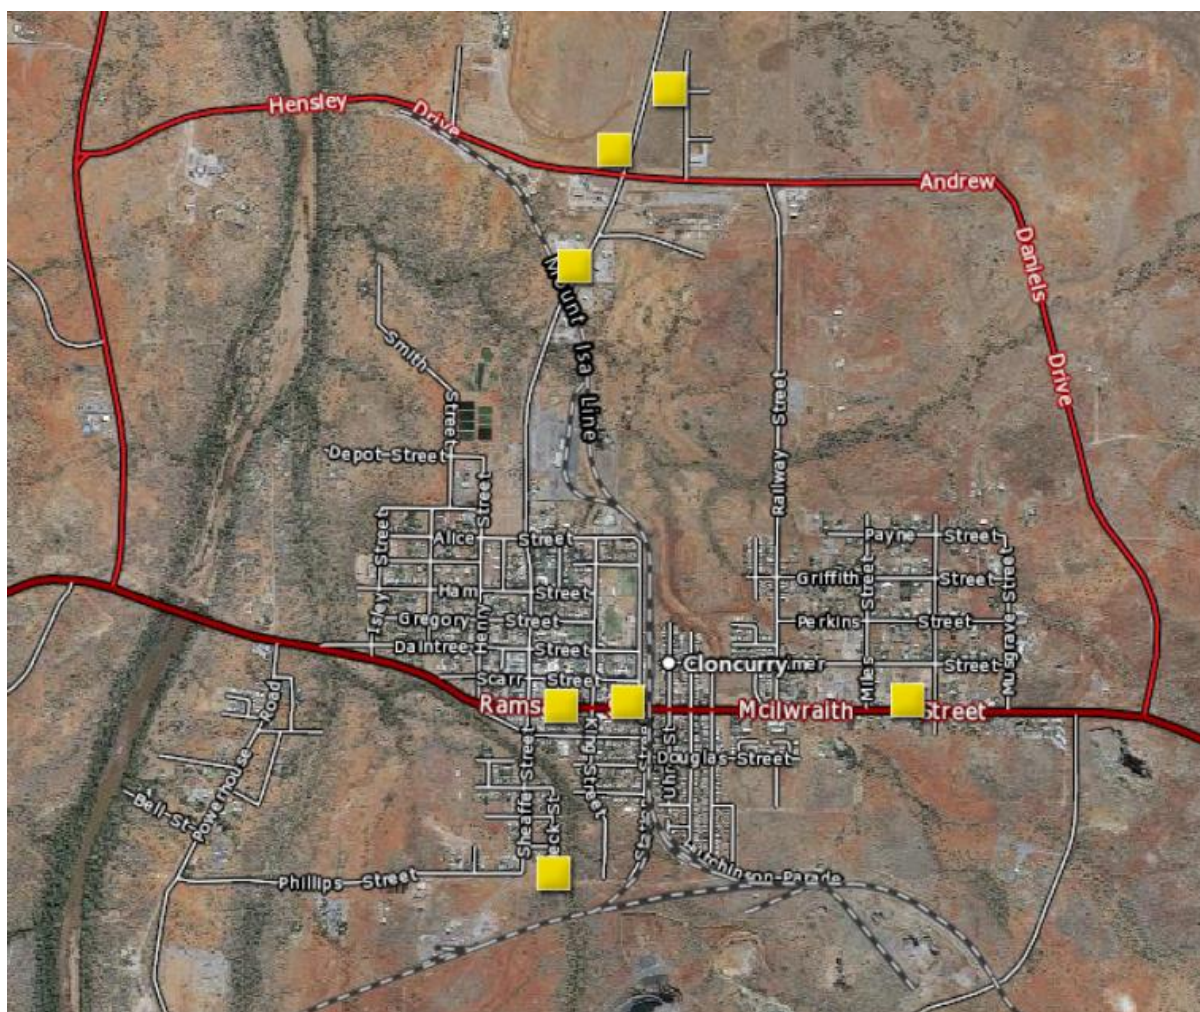 Hensley
Drive
Andrew
Daniels
Drive
Mount Isa Line
Smith
Street
Railway Street
Depot Street
Street
Isley Street
Alice Street
Payne Street
Griffith Street
Ham Street
Henry
Gregory Street
Perkins Street
Miles Street
Musgrave Street
Daintree Street
Cloncurry
Street
Scarr Street
Mcilwraith Street
King Street
Uhr St
Douglas Street
Sheaffe Street
Powerhouse Road
Bell St
Phillips Street
Parade